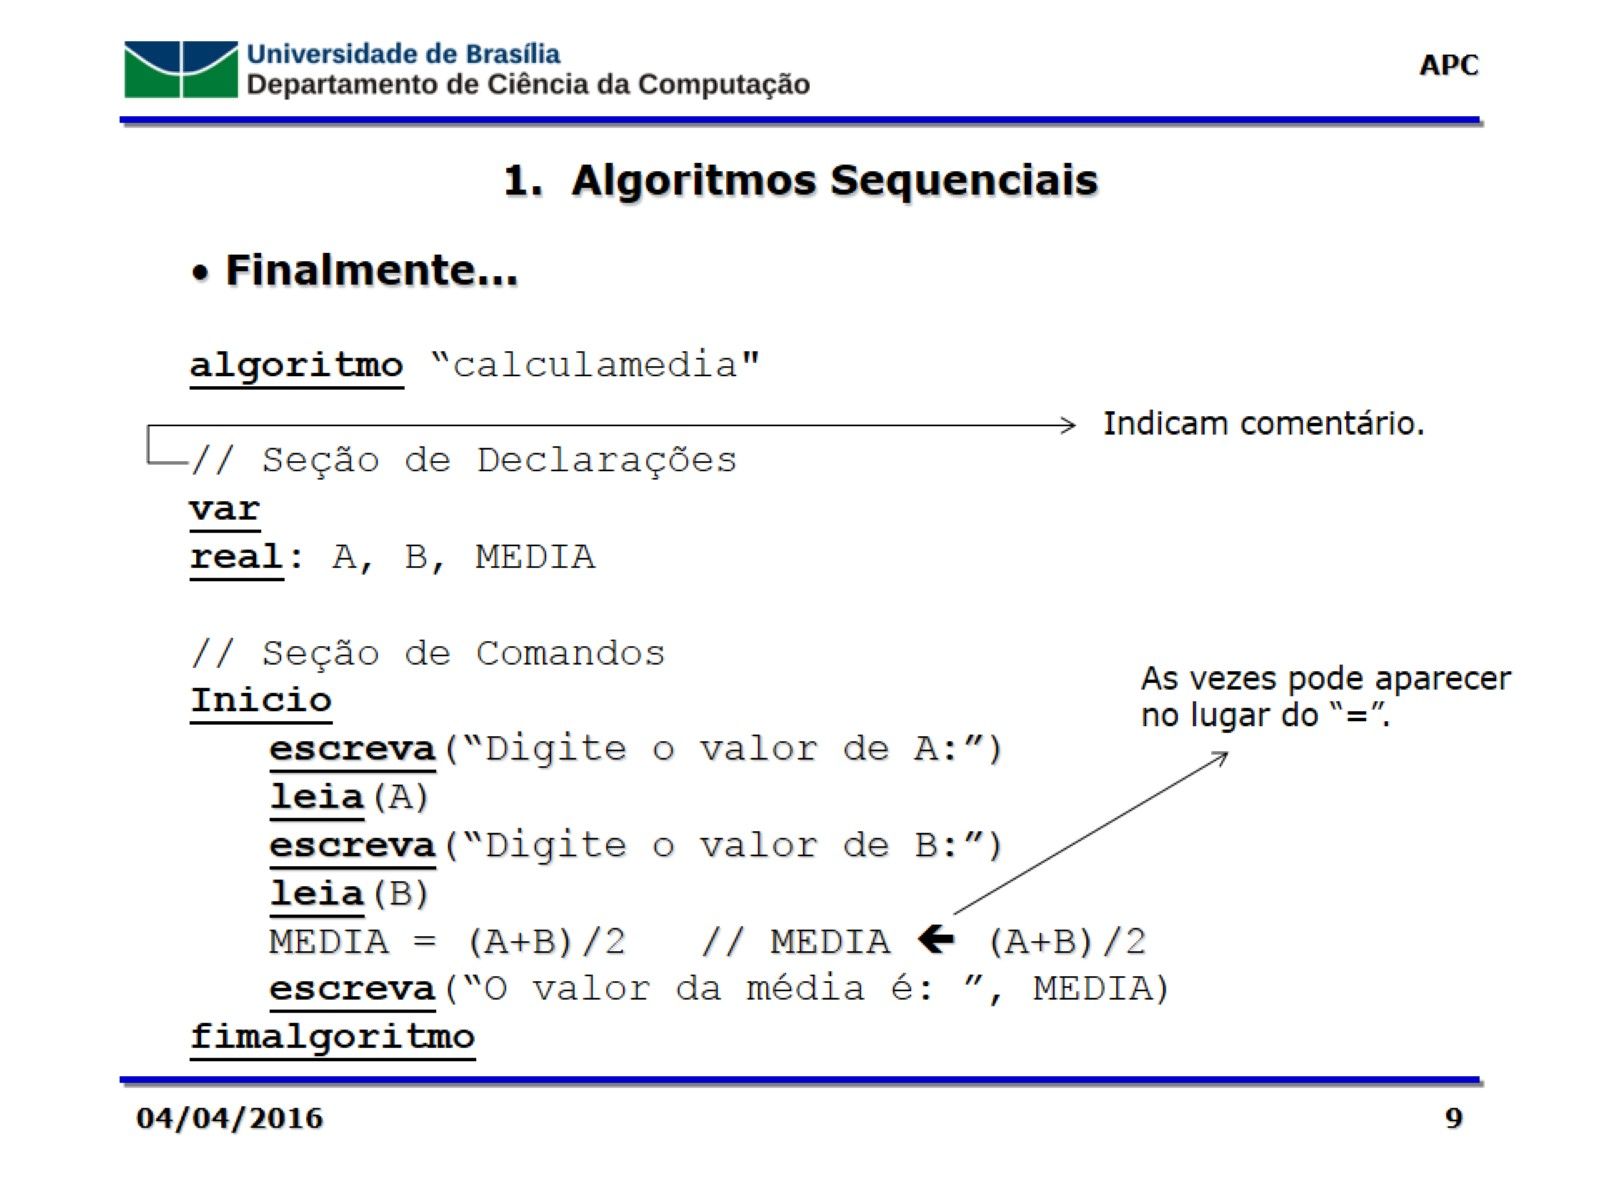 Universidade de Brasília
Departamento de Ciência da Computação
APC
1. Algoritmos Sequenciais
• Finalmente...
algoritmo “calculamedia"
Indicam comentário.
// Seção de Declarações
var
real: A, B, MEDIA
// Seção de Comandos
Inicio
As vezes pode aparecer
no lugar do “=”.
escreva(“Digite o valor de A:”)
leia(A)
escreva(“Digite o valor de B:”)
leia(B)
MEDIA = (A+B)/2 // MEDIA 🡸 (A+B)/2
escreva(“O valor da média é: ”, MEDIA)
fimalgoritmo
04/04/2016
9